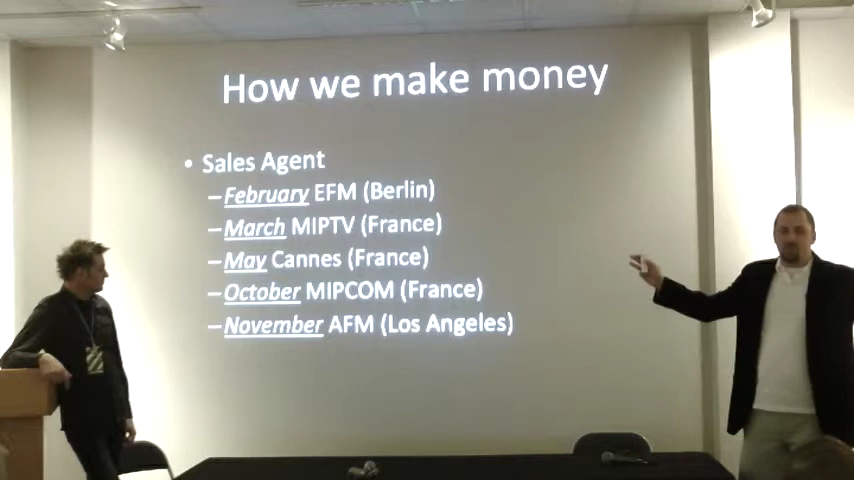 How we make money
• Sales Agent
–February EFM (Berlin)
–March MIPTV (France)
–May Cannes (France)
–October MIPCOM (France)
–November AFM (Los Angeles)